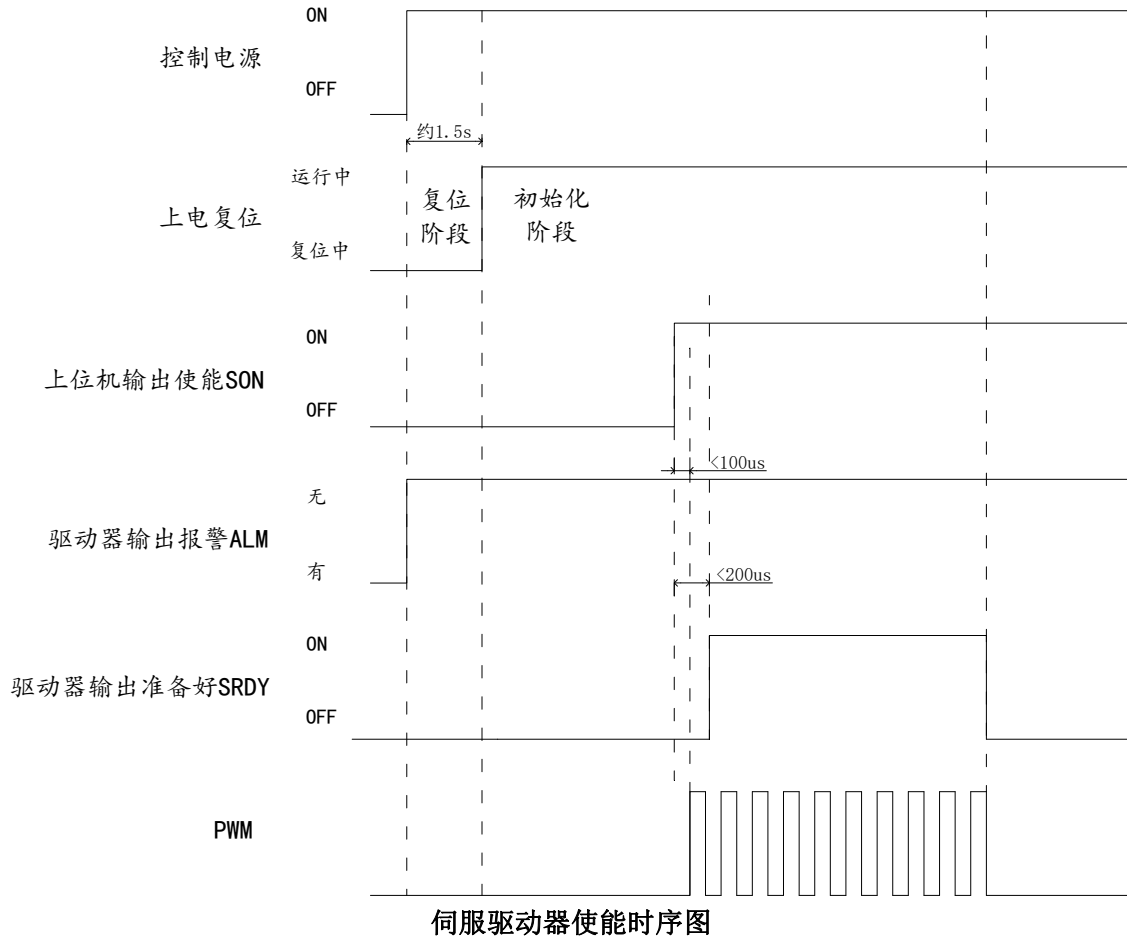 ON
控制电源
OFF
约1.5s
运行中
上电复位
复位
阶段
初始化
阶段
复位中
ON
上位机输出使能SON
OFF
<100us
无
驱动器输出报警ALM
有
<200us
ON
驱动器输出准备好SRDY
OFF
PWM
伺服驱动器使能时序图